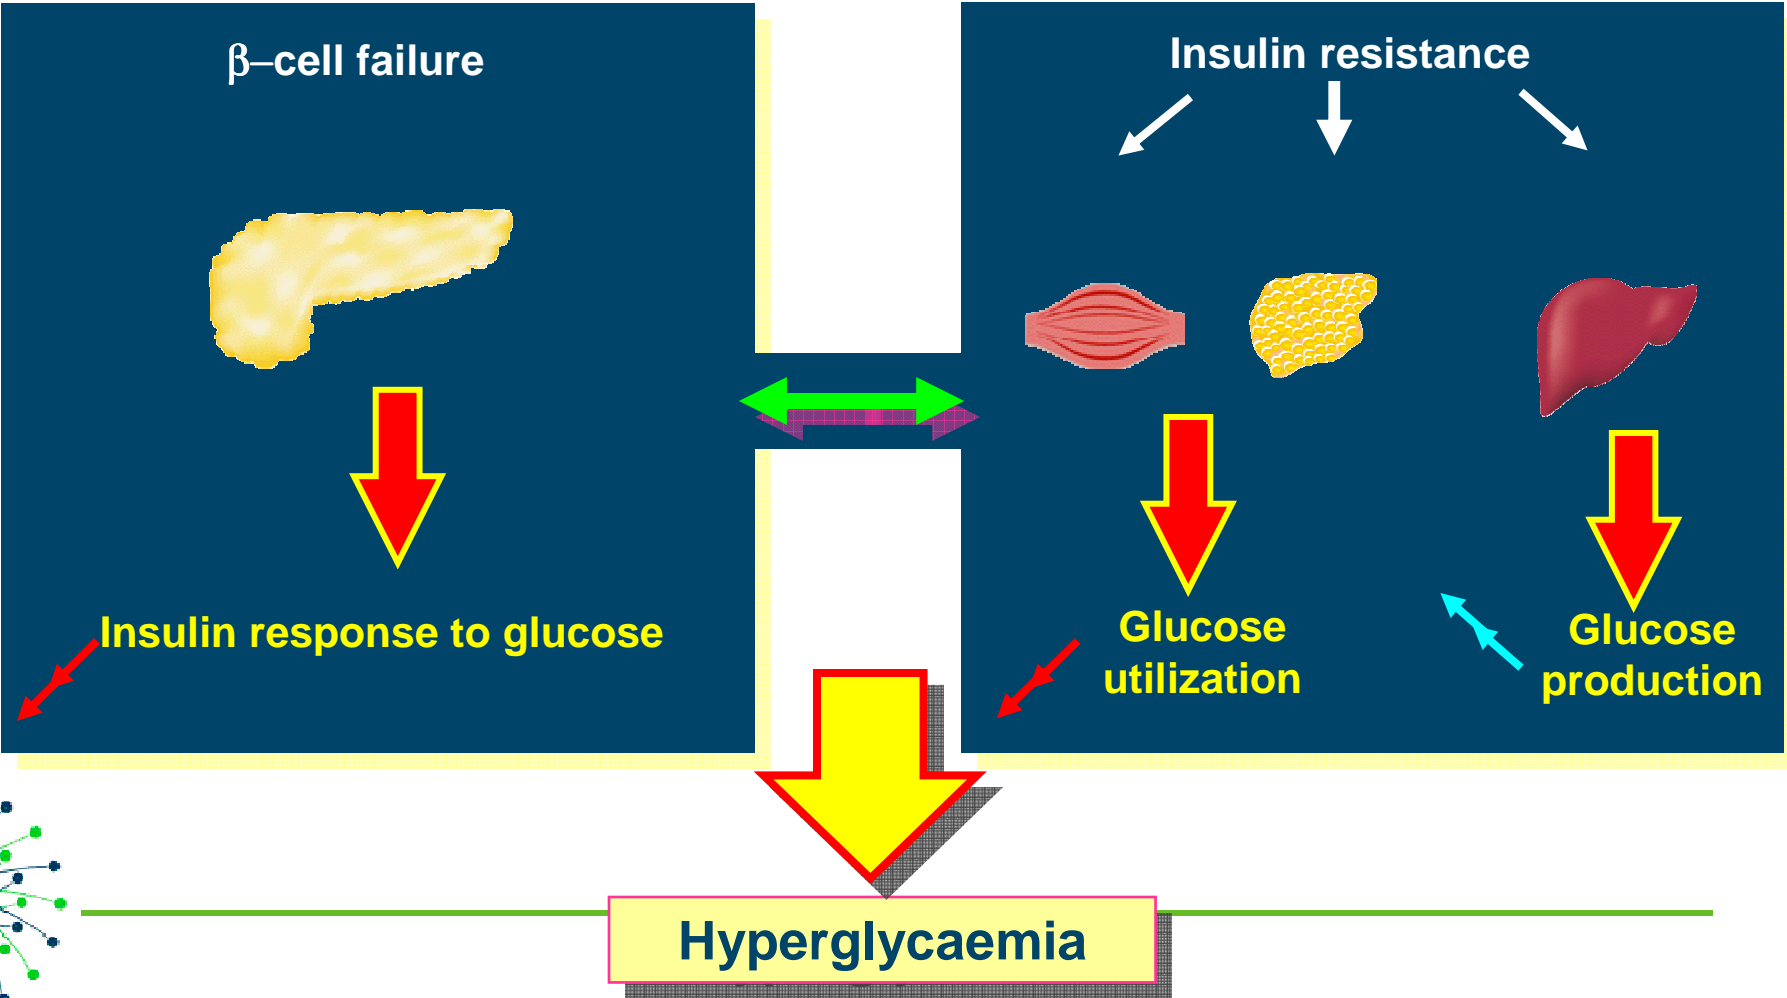 β–cell failure
Insulin resistance
Insulin response to glucose
Glucose
utilization
Glucose
production
Hyperglycaemia